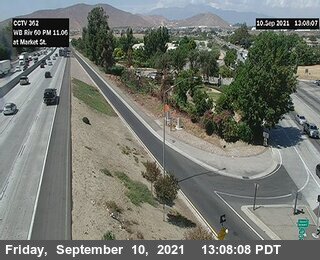 CCTV 362
WB Riv 60 PM 11.06
at Market St.
10.Sep 2021 13:08:07
Friday, September 10, 2021 13:08:08 PDT